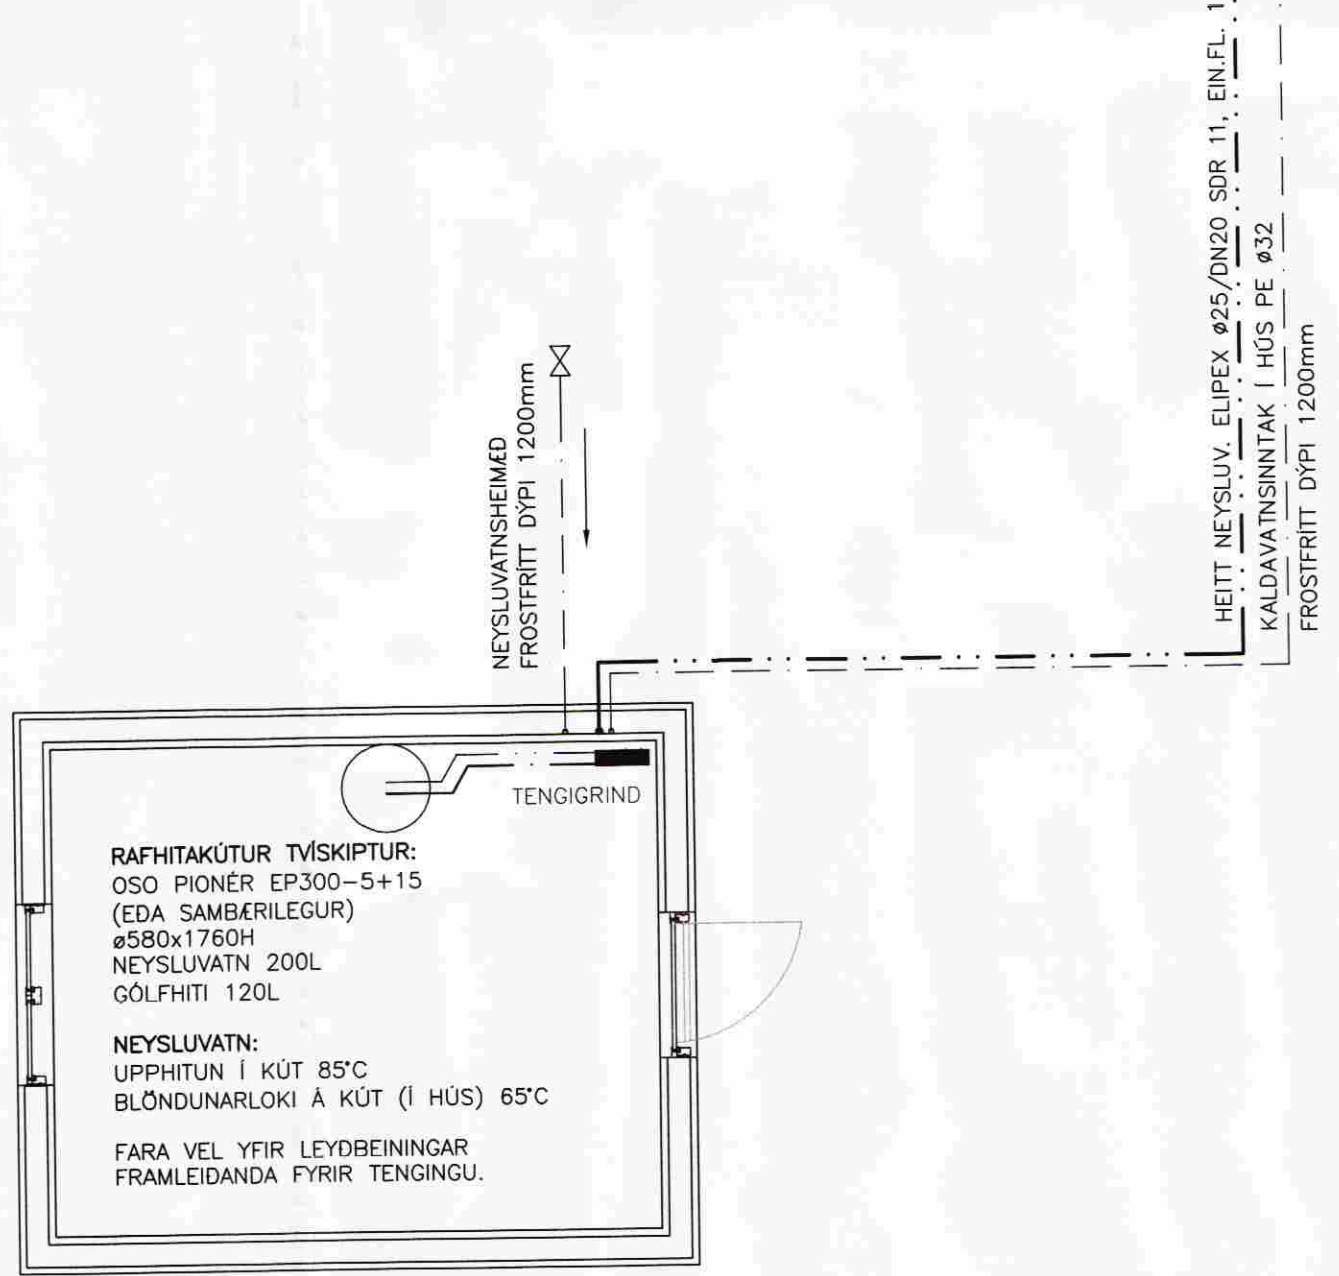 HEITT NEYSLUV. ELIPEX ø25/DN20 SDR 11, EIN.FL. 1
KALDAVATNSINNTAK Í HÚS PE ø32
FROSTFRÍTT DÝPI 1200mm
NEYSLUVATNSHEIMÆÐ
FROSTFRÍTT DÝPI 1200mm
TENGIGRIND
RAFHITAKÚTUR TVÍSKIPTUR:
OSO PIONÉR EP300-5+15
(EÐA SAMBÆRILEGUR)
ø580x1760H
NEYSLUVATN 200L
GÓLFHITI 120L
NEYSLUVATN:
UPPHITUN Í KÚT 85°C
BLÖNDUNARLOKI Á KÚT (Í HÚS) 65°C
FARA VEL YFIR LEYÐBEININGAR
FRAMLEIÐANDA FYRIR TENGINGU.